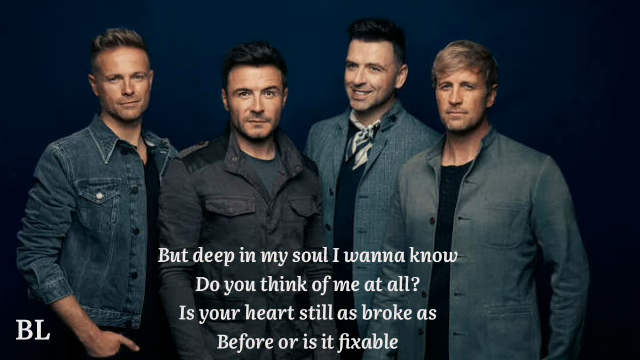 But deep in my soul I wanna know
Do you think of me at all?
Is your heart still as broke as
Before or is it fixable
BL